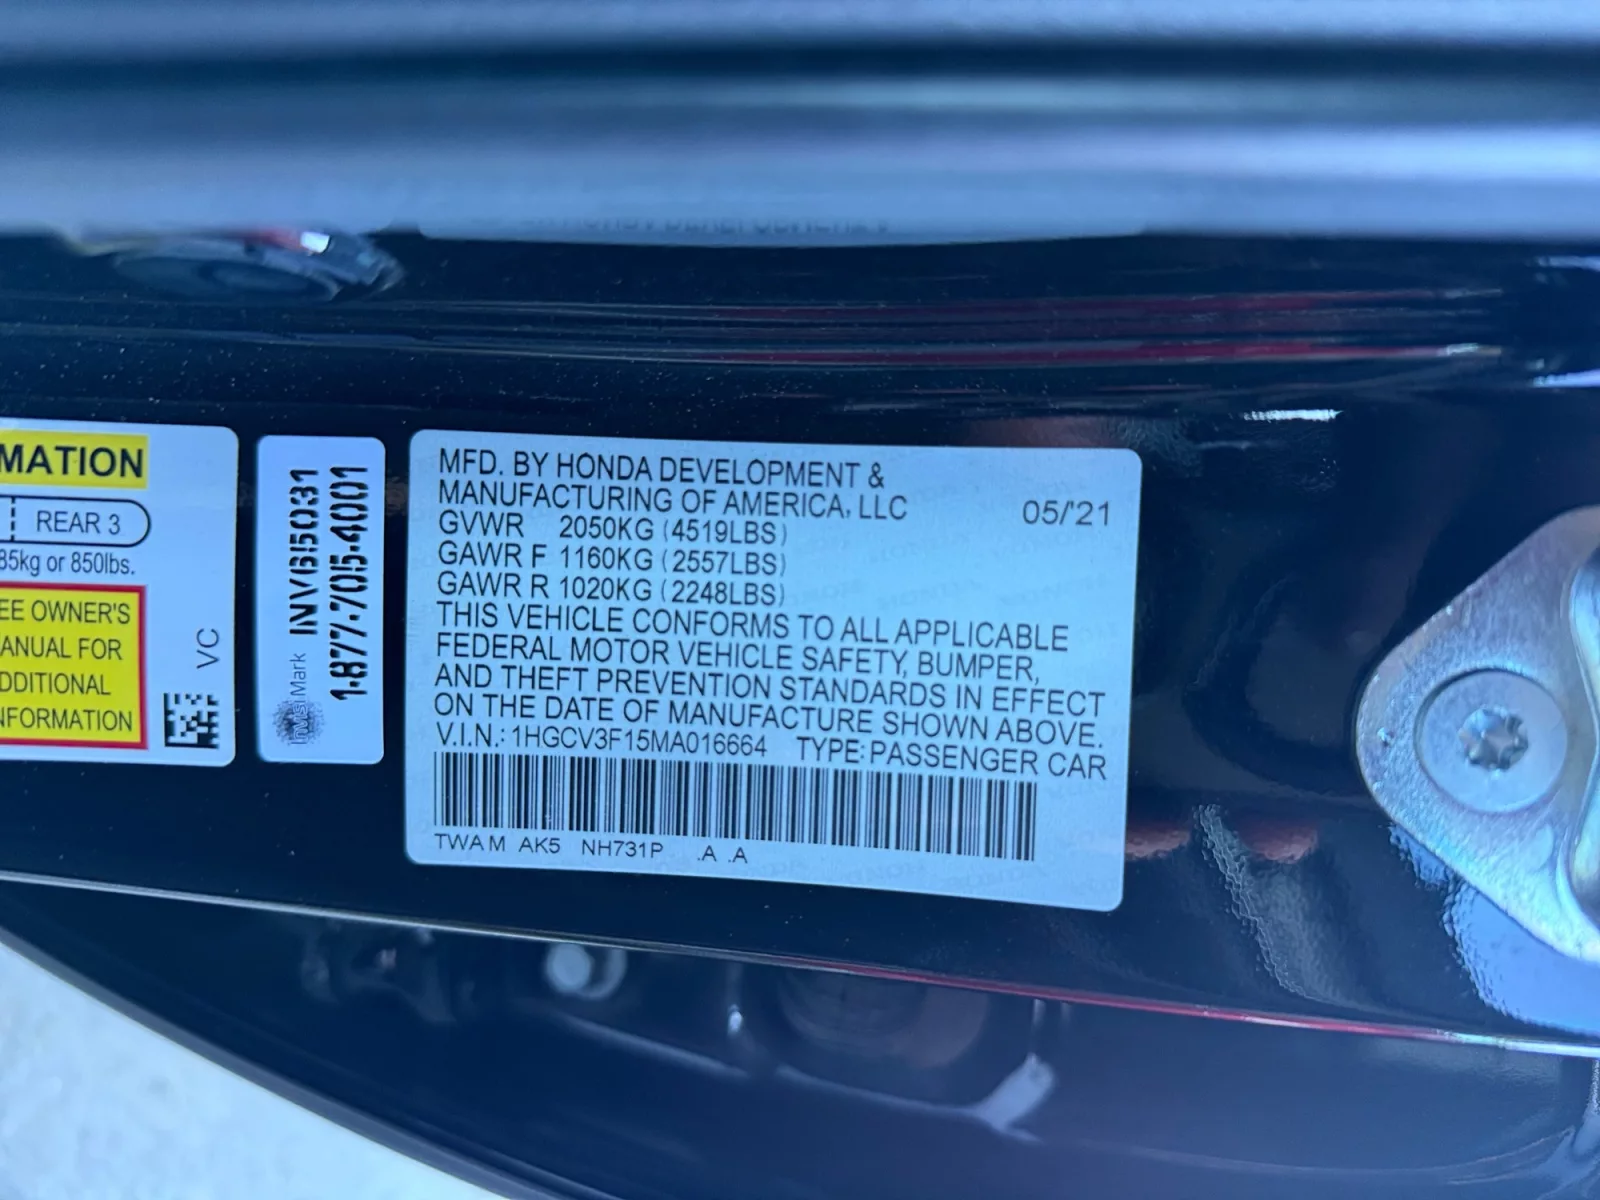 MATION
REAR 3
85kg or 850lbs.
EE OWNER'S
ANUAL FOR
DDITIONAL
NFORMATION
VC
InvisiMark
INV65031
1-877-705-4001
MFD. BY HONDA DEVELOPMENT &
MANUFACTURING OF AMERICA, LLC 05/'21
GVWR 2050KG (4519LBS)
GAWR F 1160KG (2557LBS)
GAWR R 1020KG (2248LBS)
THIS VEHICLE CONFORMS TO ALL APPLICABLE
FEDERAL MOTOR VEHICLE SAFETY, BUMPER,
AND THEFT PREVENTION STANDARDS IN EFFECT
ON THE DATE OF MANUFACTURE SHOWN ABOVE.
V.I.N.: 1HGCV3F15MA016664 TYPE: PASSENGER CAR
TWA M AK5 NH731P .A .A